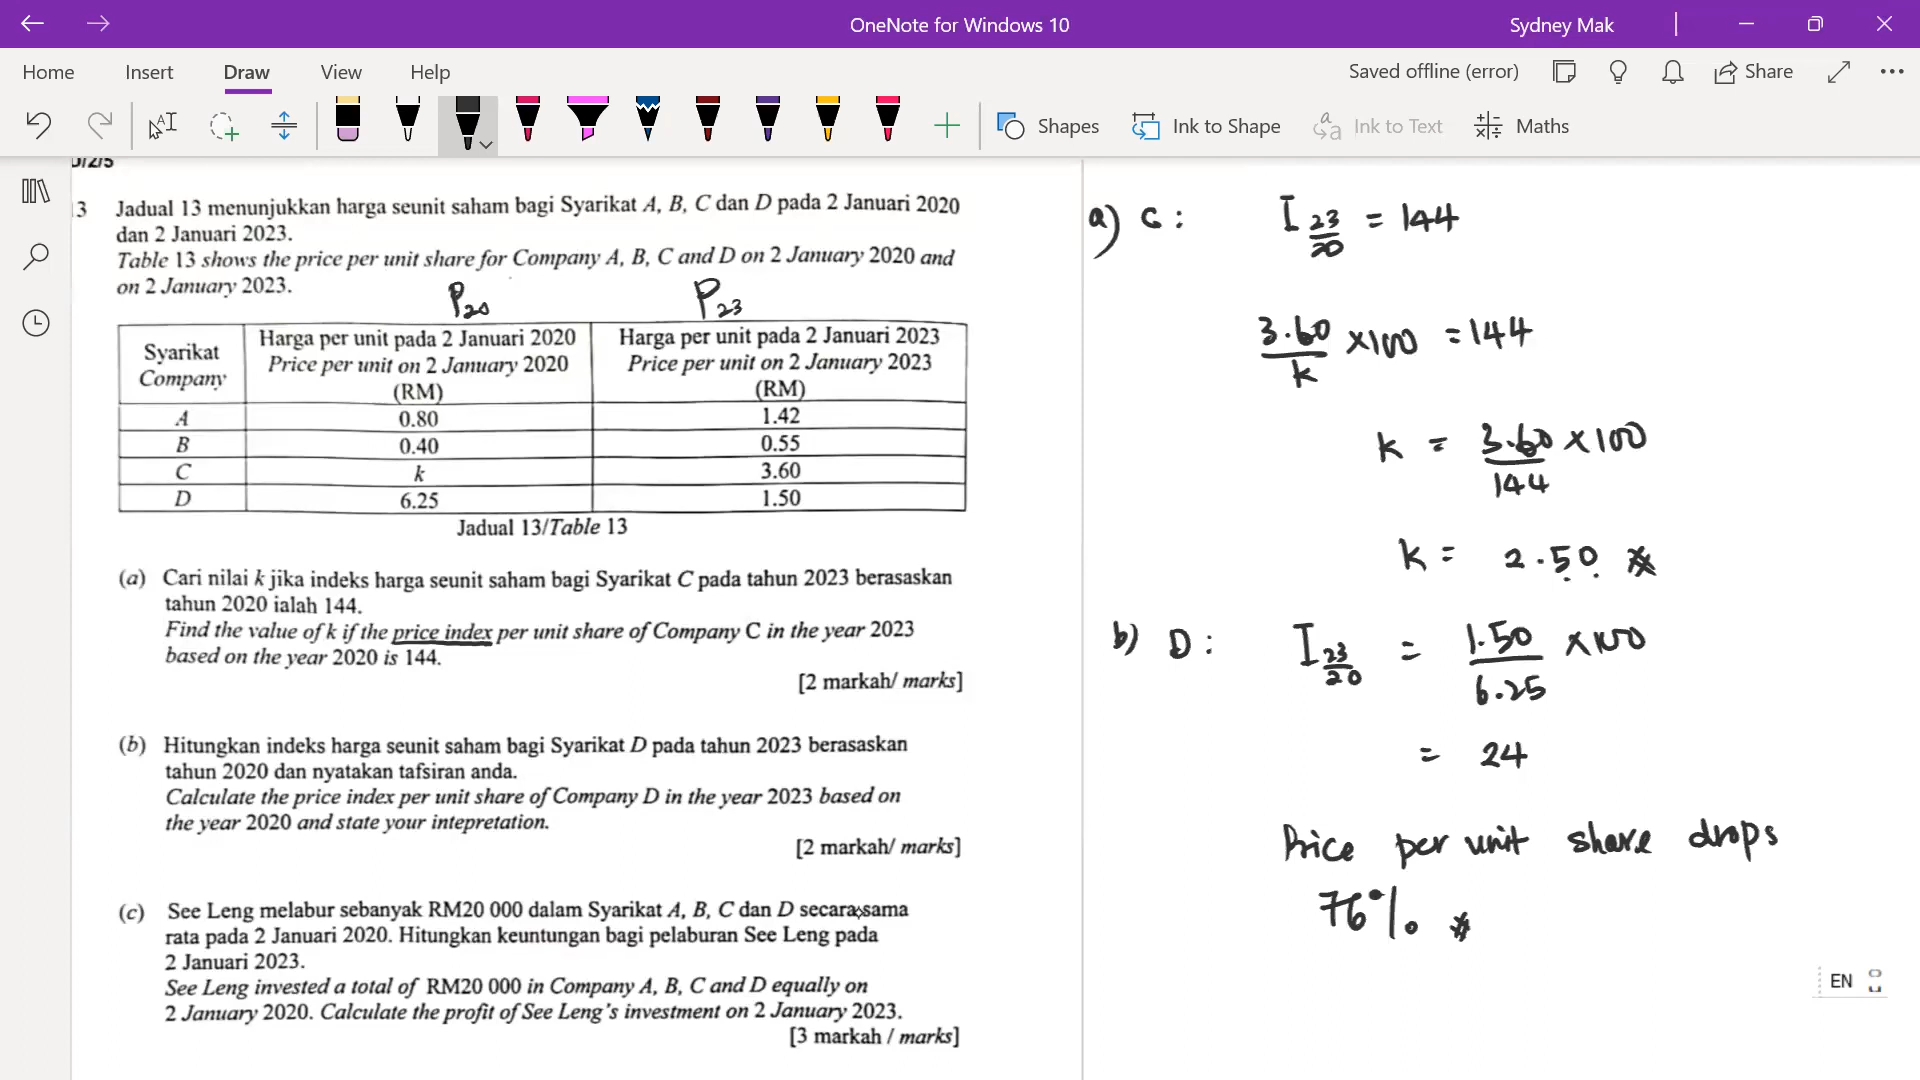 OneNote for Windows 10
Sydney Mak
Home Insert Draw View Help
Saved offline (error)
Share
Shapes
Ink to Shape
Ink to Text
Maths
0/2/5
13 Jadual 13 menunjukkan harga seunit saham bagi Syarikat A, B, C dan D pada 2 Januari 2020
dan 2 Januari 2023.
Table 13 shows the price per unit share for Company A, B, C and D on 2 January 2020 and
on 2 January 2023.
P20 P23
Syarikat Company | Harga per unit pada 2 Januari 2020 Price per unit on 2 January 2020 (RM) | Harga per unit pada 2 Januari 2023 Price per unit on 2 January 2023 (RM)
A 0.80 1.42
B 0.40 0.55
C k 3.60
D 6.25 1.50
Jadual 13/Table 13
(a) Cari nilai k jika indeks harga seunit saham bagi Syarikat C pada tahun 2023 berasaskan
tahun 2020 ialah 144.
Find the value of k if the price index per unit share of Company C in the year 2023
based on the year 2020 is 144.
[2 markah/ marks]
(b) Hitungkan indeks harga seunit saham bagi Syarikat D pada tahun 2023 berasaskan
tahun 2020 dan nyatakan tafsiran anda.
Calculate the price index per unit share of Company D in the year 2023 based on
the year 2020 and state your intepretation.
[2 markah/ marks]
(c) See Leng melabur sebanyak RM20 000 dalam Syarikat A, B, C dan D secara sama
rata pada 2 Januari 2020. Hitungkan keuntungan bagi pelaburan See Leng pada
2 Januari 2023.
See Leng invested a total of RM20 000 in Company A, B, C and D equally on
2 January 2020. Calculate the profit of See Leng's investment on 2 January 2023.
[3 markah / marks]
a) C: I 23/20 = 144
3.60/k ×100 = 144
k = 3.60/144 ×100
k = 2.50 *
b) D: I 23/20 = 1.50/6.25 ×100
= 24
Price per unit share drops
76% *
EN